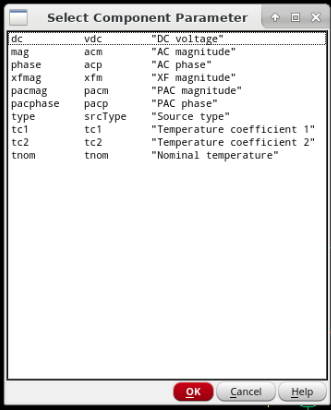 Select Component Parameter
dc vdc "DC voltage"
mag acm "AC magnitude"
phase acp "AC phase"
xfmag xfm "XF magnitude"
pacmag pacm "PAC magnitude"
pacphase pacp "PAC phase"
type srcType "Source type"
tc1 tc1 "Temperature coefficient 1"
tc2 tc2 "Temperature coefficient 2"
tnom tnom "Nominal temperature"
OK Cancel Help